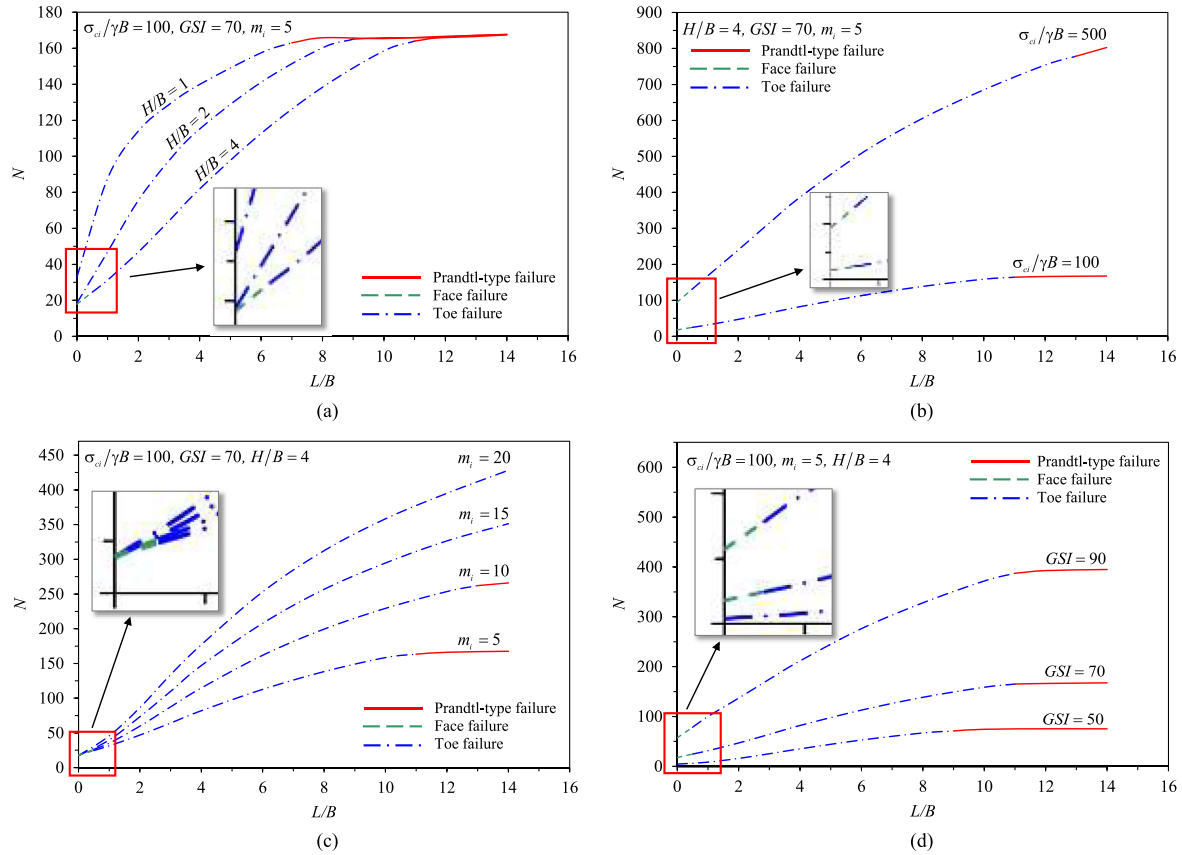 σci/γB = 100, GSI = 70, mi = 5
180
160
140
120
100
80
60
40
20
0
N
H/B = 1
H/B = 2
H/B = 4
Prandtl-type failure
Face failure
Toe failure
0 2 4 6 8 10 12 14 16
L/B
(a)
H/B = 4, GSI = 70, mi = 5
Prandtl-type failure
Face failure
Toe failure
σci/γB = 500
σci/γB = 100
900
800
700
600
500
400
300
200
100
0
N
0 2 4 6 8 10 12 14 16
L/B
(b)
σci/γB = 100, GSI = 70, H/B = 4
450
400
350
300
250
200
150
100
50
0
N
mi = 20
mi = 15
mi = 10
mi = 5
Prandtl-type failure
Face failure
Toe failure
0 2 4 6 8 10 12 14 16
L/B
(c)
σci/γB = 100, mi = 5, H/B = 4
Prandtl-type failure
Face failure
Toe failure
600
500
400
300
200
100
0
N
GSI = 90
GSI = 70
GSI = 50
0 2 4 6 8 10 12 14 16
L/B
(d)